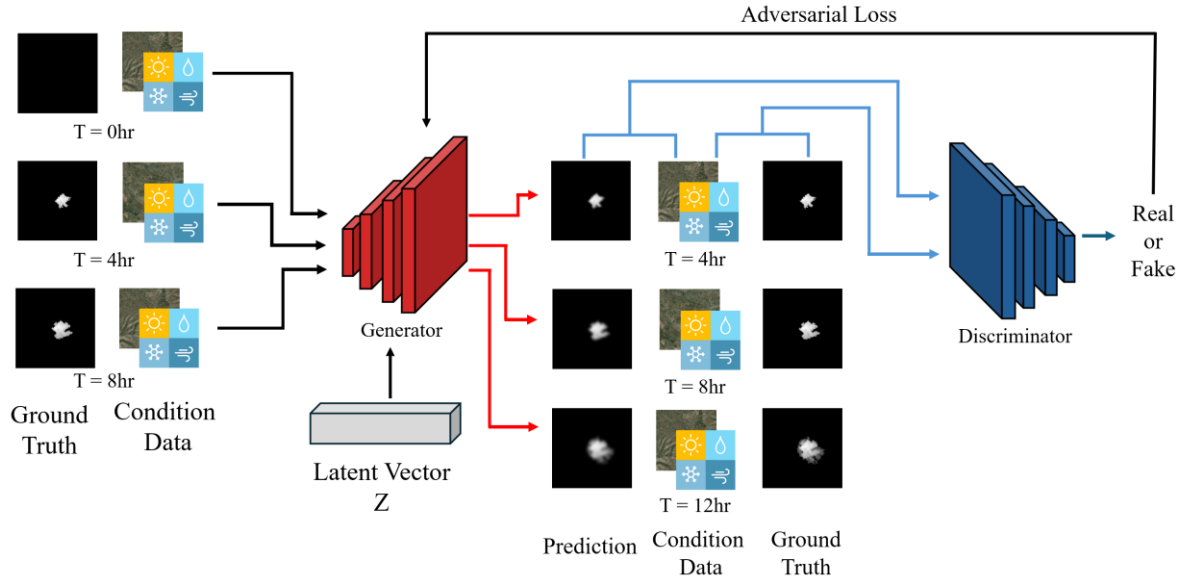 Adversarial Loss
T = 0hr
T = 4hr
T = 8hr
Ground
Truth
Condition
Data
Generator
Latent Vector
Z
T = 4hr
T = 8hr
T = 12hr
Prediction
Condition
Data
Ground
Truth
Discriminator
Real
or
Fake